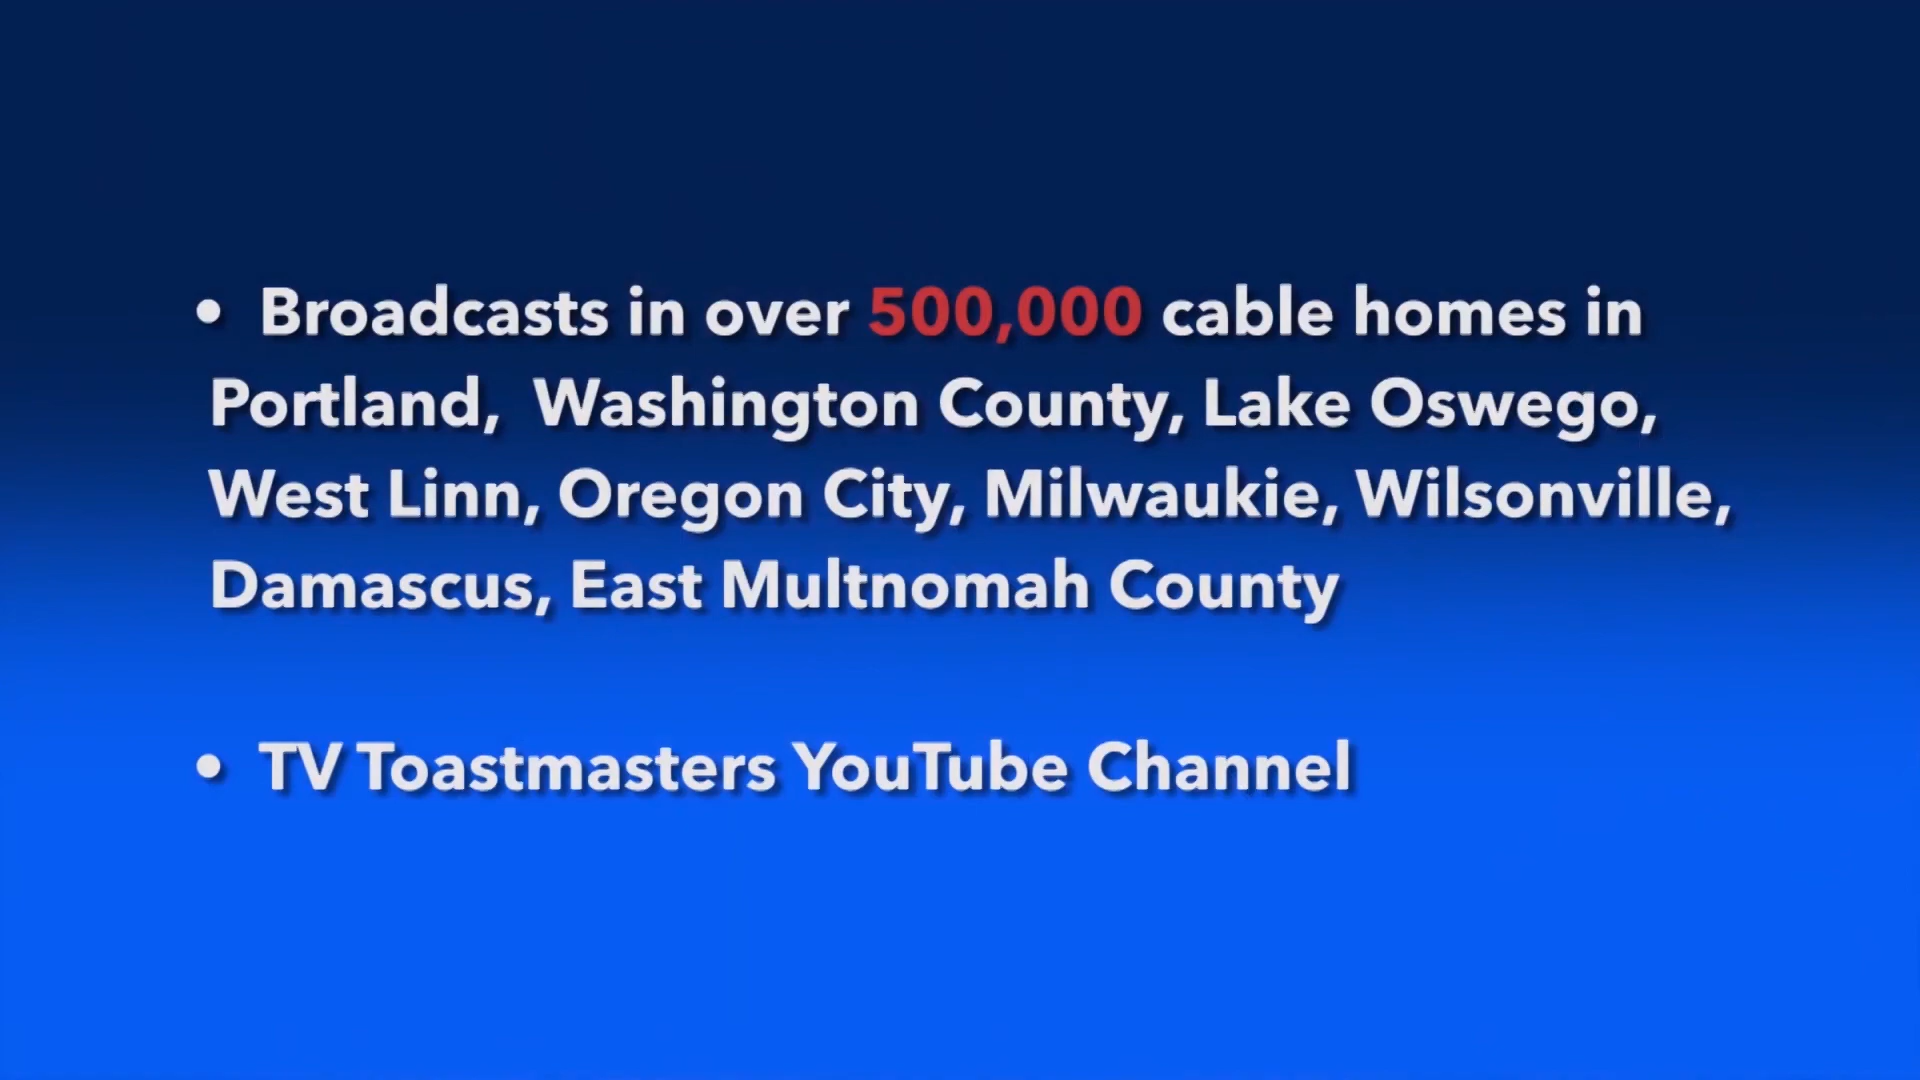 • Broadcasts in over 500,000 cable homes in
Portland, Washington County, Lake Oswego,
West Linn, Oregon City, Milwaukie, Wilsonville,
Damascus, East Multnomah County
• TV Toastmasters YouTube Channel